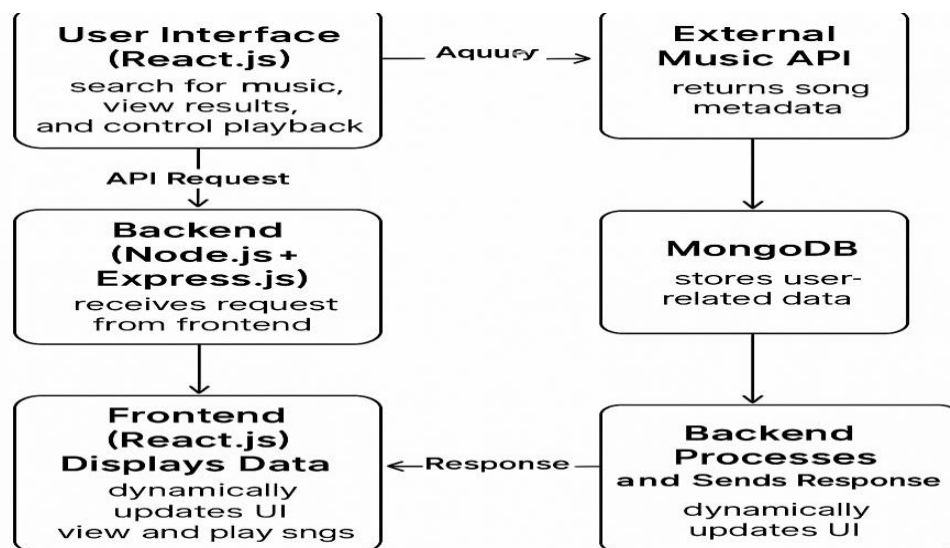 User Interface
(React.js)
search for music,
view results,
and control playback
External
Music API
returns song
metadata
API Request
Backend
(Node.js +
Express.js)
receives request
from frontend
MongoDB
stores user-
related data
Frontend
(React.js)
Displays Data
dynamically
updates UI
view and play sngs
Response
Backend
Processes
and Sends Response
dynamically
updates UI